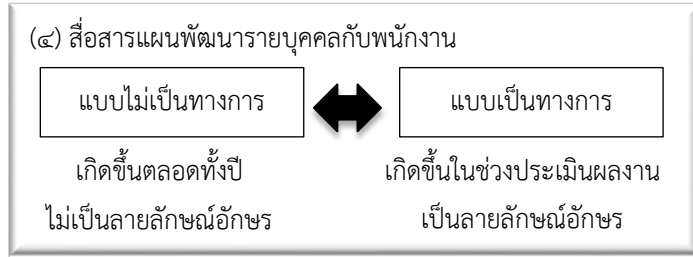 (๔) สื่อสารแผนพัฒนารายบุคคลกับพนักงาน
แบบไม่เป็นทางการ
แบบเป็นทางการ
เกิดขึ้นตลอดทั้งปี
เกิดขึ้นในช่วงประเมินผลงาน
ไม่เป็นลายลักษณ์อักษร
เป็นลายลักษณ์อักษร